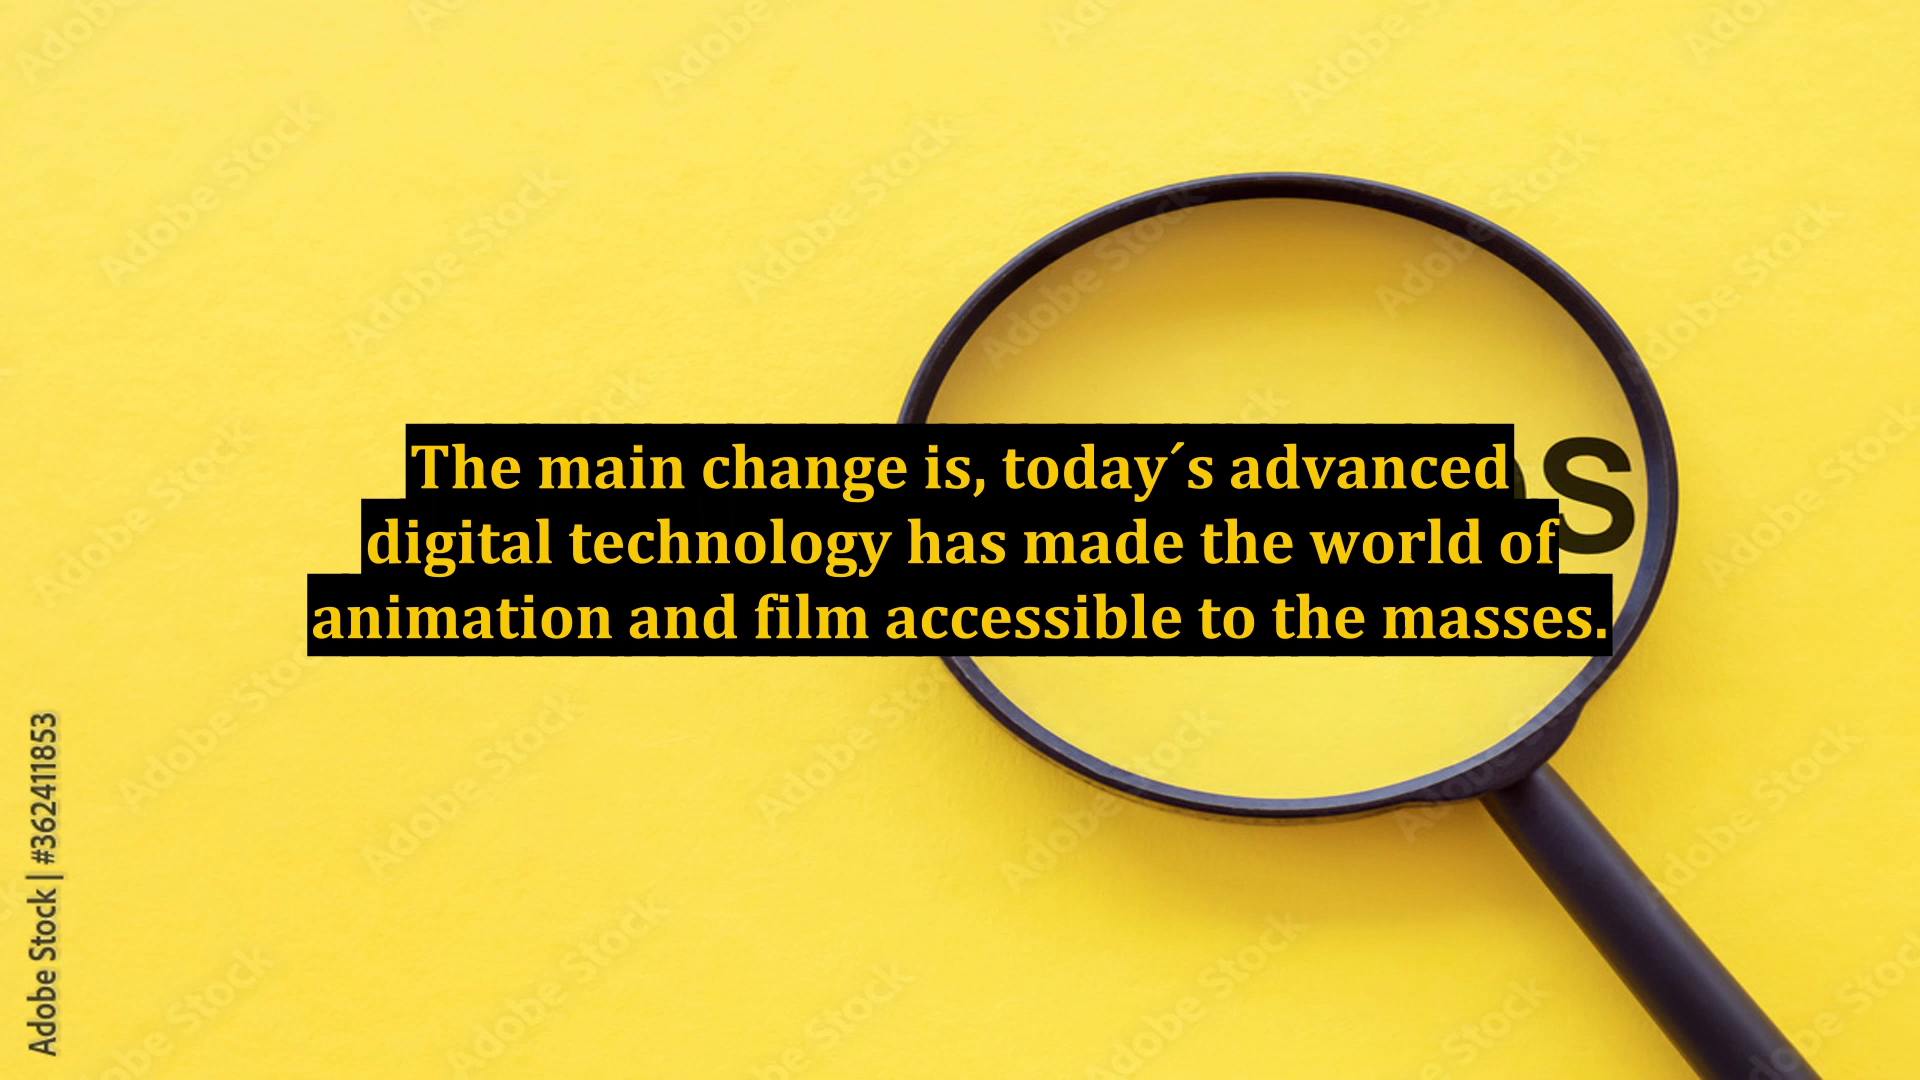 The main change is, today´s advanced
digital technology has made the world of
animation and film accessible to the masses.
S
Adobe Stock | #362411853